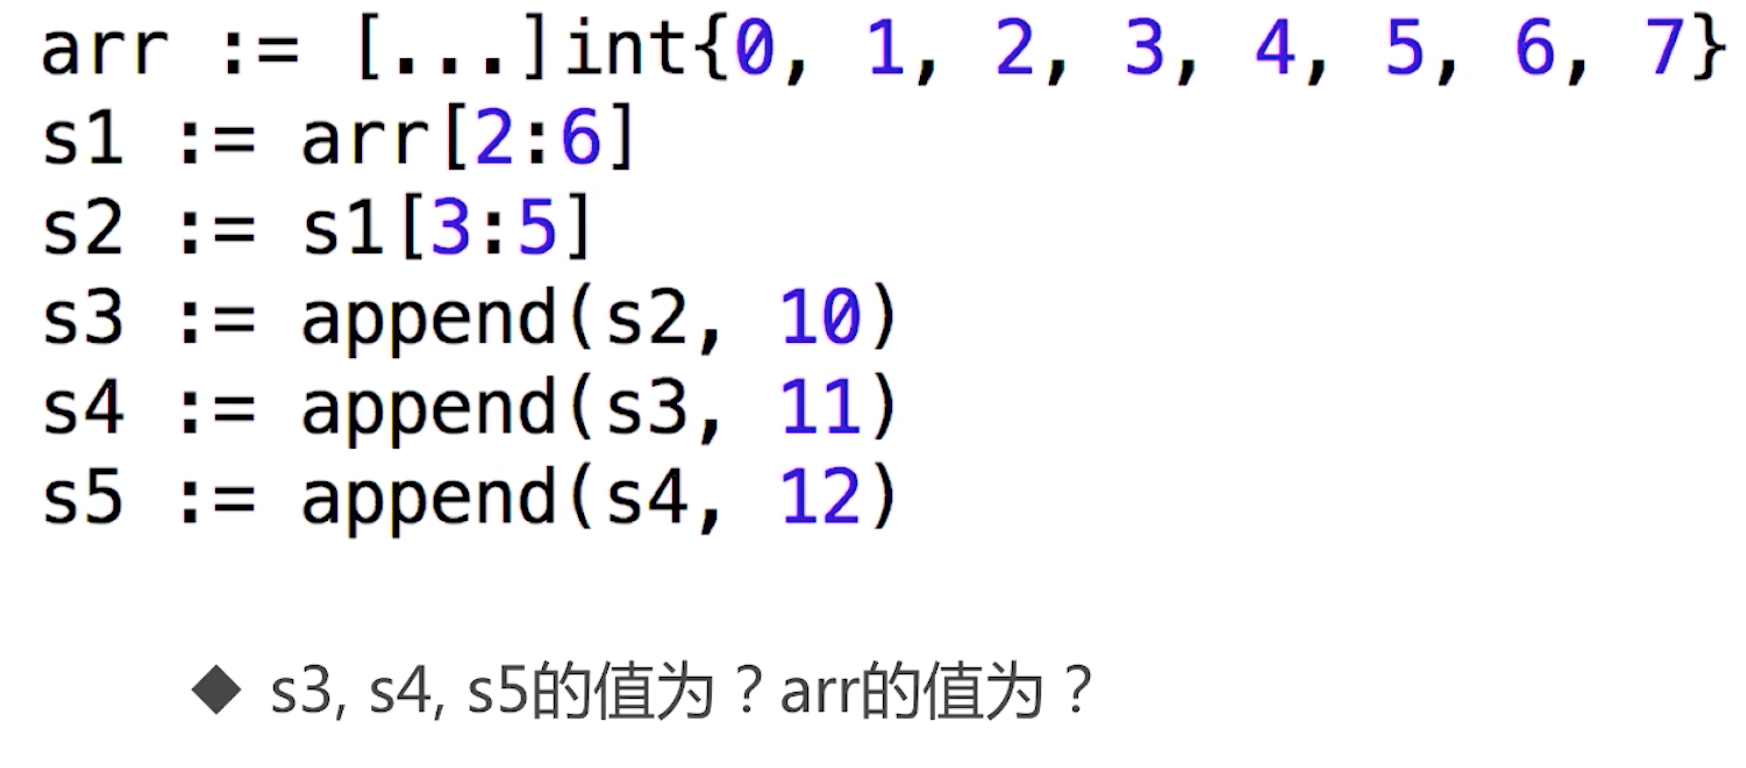 arr := [...]int{0, 1, 2, 3, 4, 5, 6, 7}
s1 := arr[2:6]
s2 := s1[3:5]
s3 := append(s2, 10)
s4 := append(s3, 11)
s5 := append(s4, 12)
◆ s3, s4, s5的值为？arr的值为？